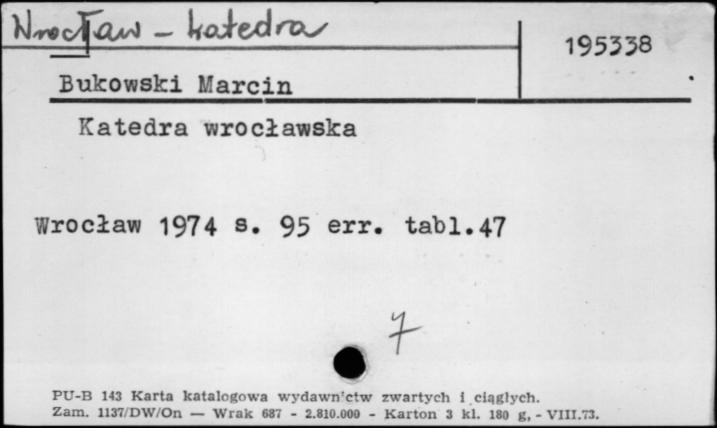 Wrocław - katedra
195338
Bukowski Marcin
Katedra wrocławska
Wrocław 1974 s. 95 err. tabl.47
7
PU-B 143 Karta katalogowa wydawnictw zwartych i ciągłych.
Zam. 1137/DW/On — Wrak 687 - 2.810.000 - Karton 3 kl. 180 g, - VIII.73.